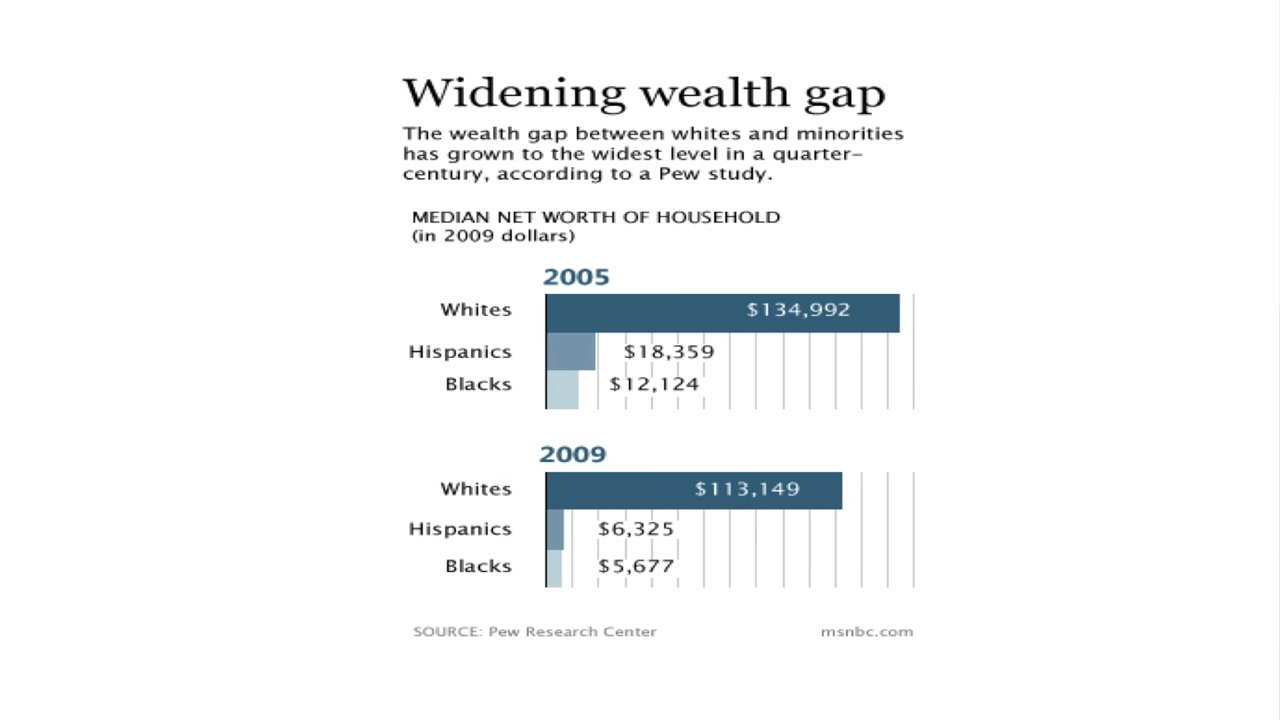 Widening wealth gap
The wealth gap between whites and minorities
has grown to the widest level in a quarter-
century, according to a Pew study.
MEDIAN NET WORTH OF HOUSEHOLD
(in 2009 dollars)
2005
Whites $134,992
Hispanics $18,359
Blacks $12,124
2009
Whites $113,149
Hispanics $6,325
Blacks $5,677
SOURCE: Pew Research Center msnbc.com